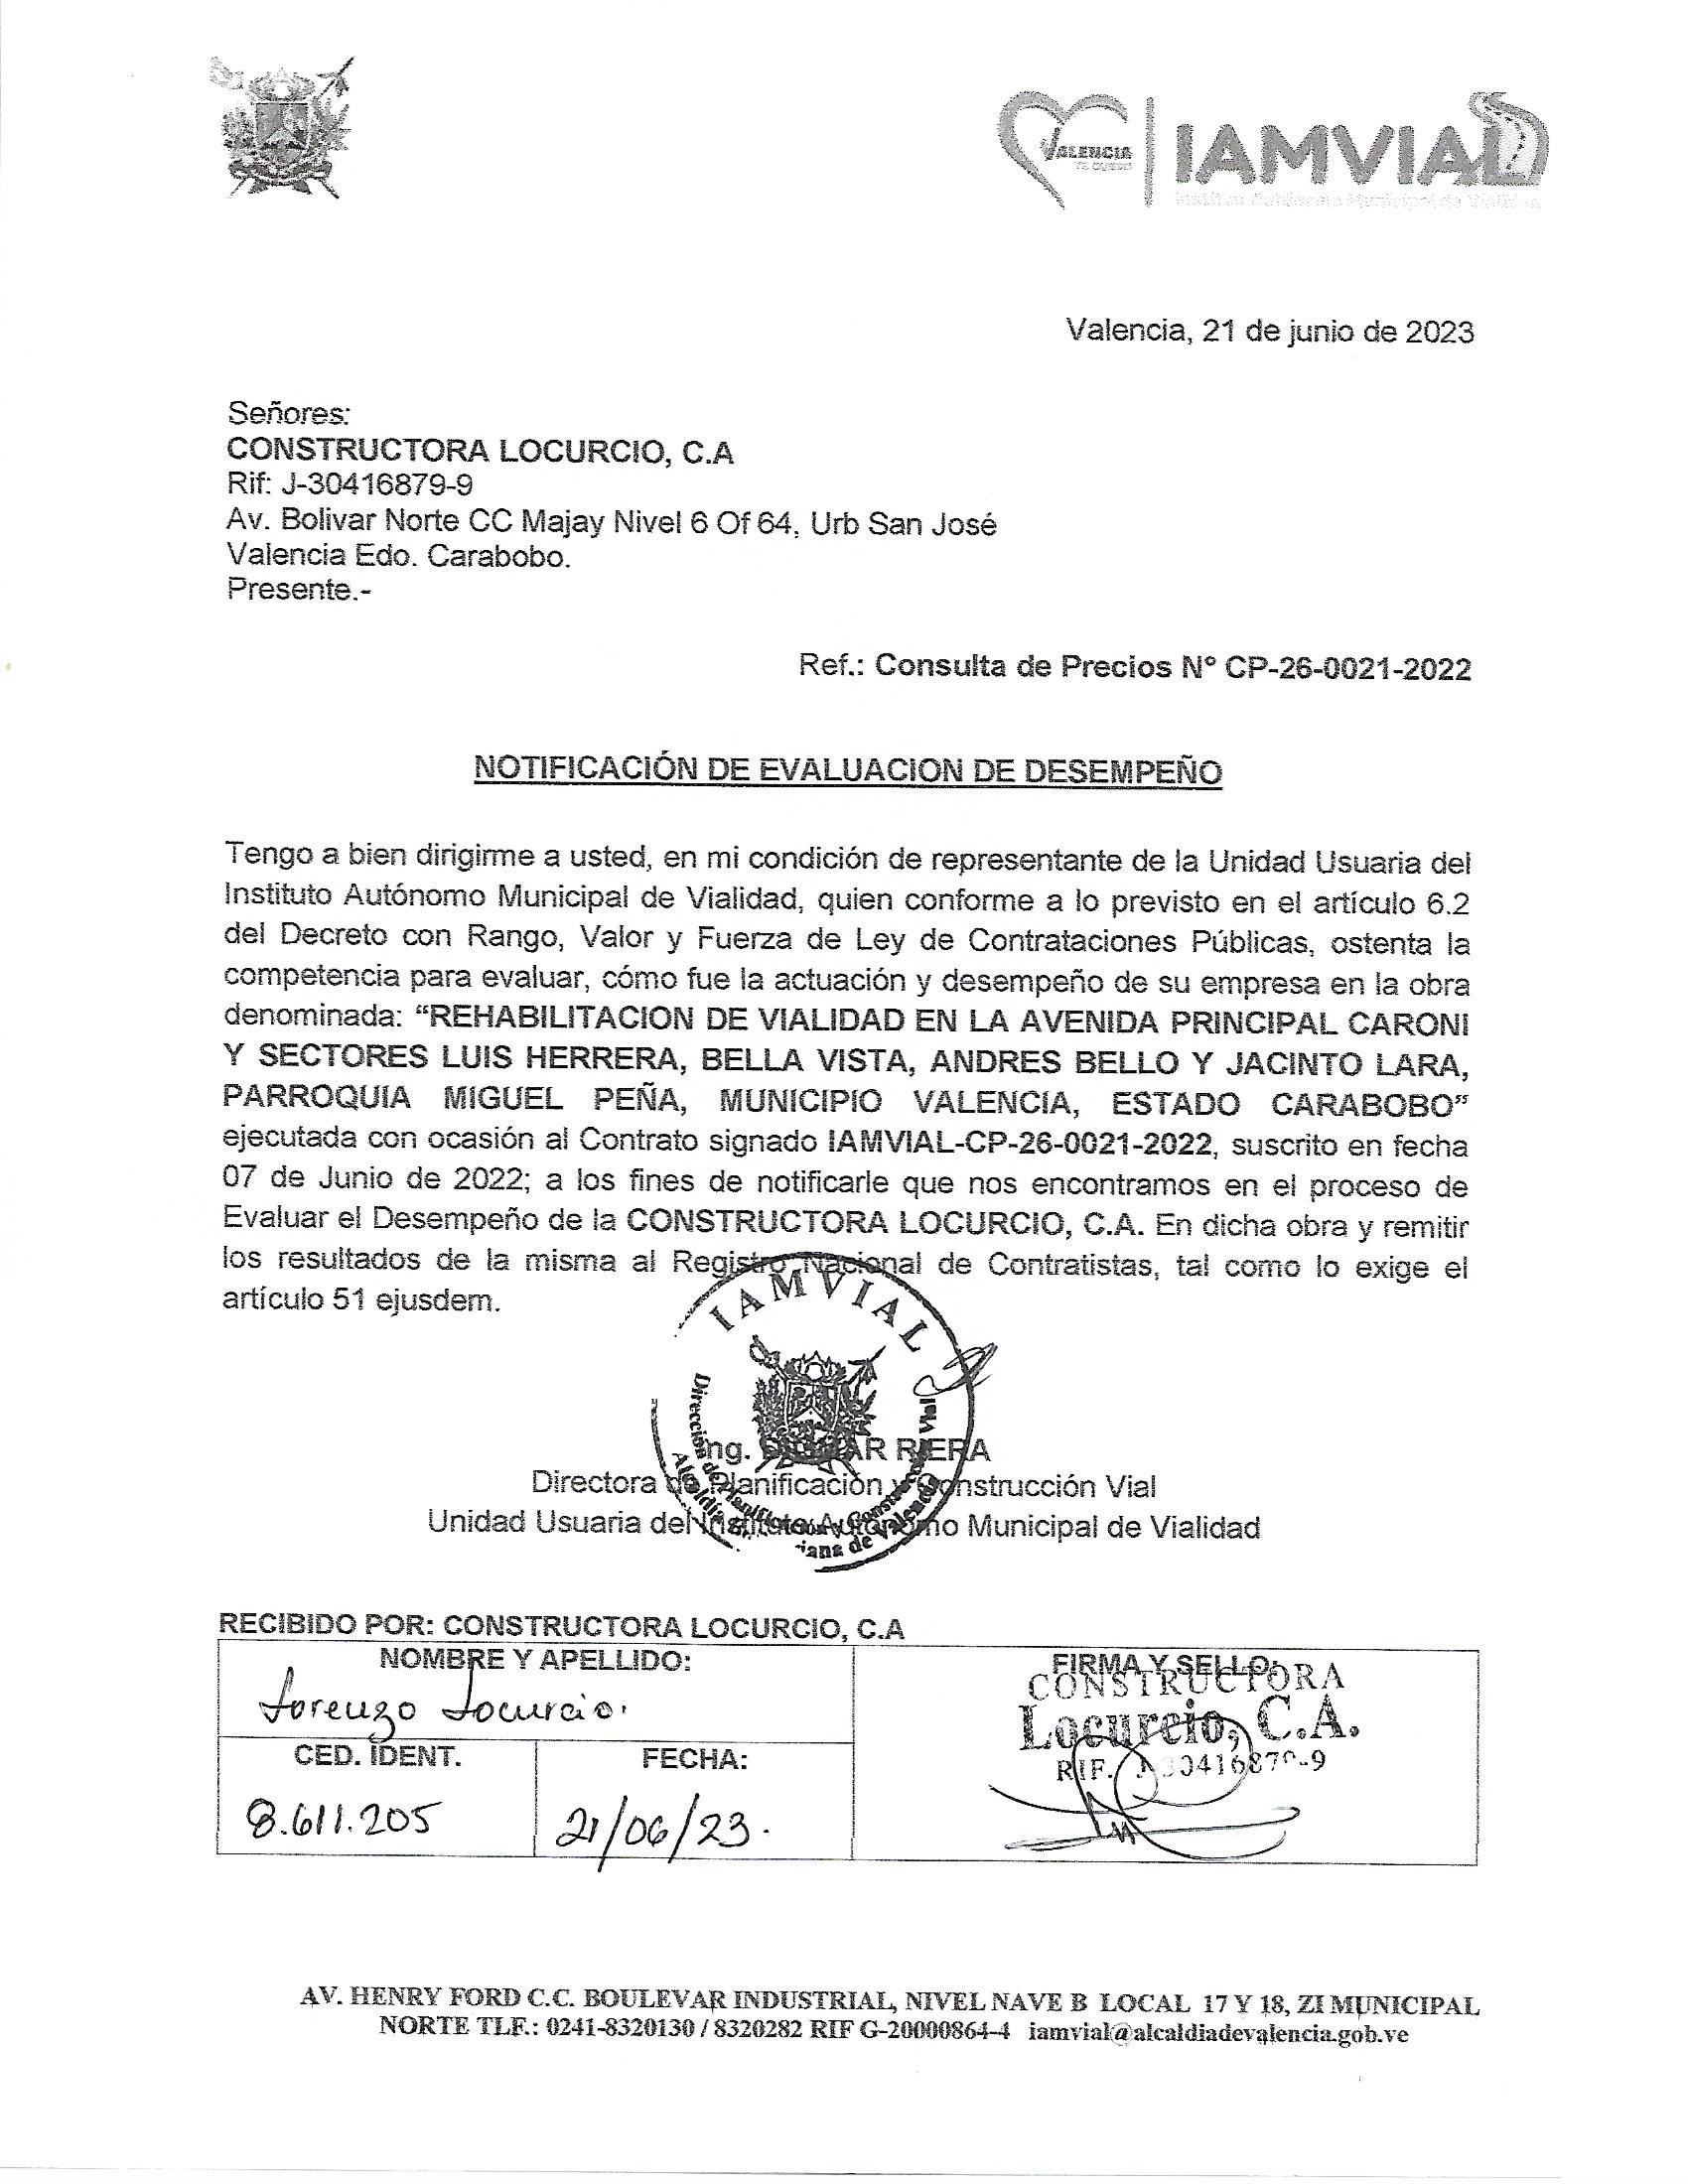 VALENCIA
TE QUIERO
IAMVIAL
Instituto Autónomo Municipal de Vialidad
Valencia, 21 de junio de 2023
Señores:
CONSTRUCTORA LOCURCIO, C.A
Rif: J-30416879-9
Av. Bolivar Norte CC Majay Nivel 6 Of 64, Urb San José
Valencia Edo. Carabobo.
Presente.-
Ref.: Consulta de Precios N° CP-26-0021-2022
NOTIFICACIÓN DE EVALUACION DE DESEMPEÑO
Tengo a bien dirigirme a usted, en mi condición de representante de la Unidad Usuaria del
Instituto Autónomo Municipal de Vialidad, quien conforme a lo previsto en el artículo 6.2
del Decreto con Rango, Valor y Fuerza de Ley de Contrataciones Públicas, ostenta la
competencia para evaluar, cómo fue la actuación y desempeño de su empresa en la obra
denominada: “REHABILITACION DE VIALIDAD EN LA AVENIDA PRINCIPAL CARONI
Y SECTORES LUIS HERRERA, BELLA VISTA, ANDRES BELLO Y JACINTO LARA,
PARROQUIA MIGUEL PEÑA, MUNICIPIO VALENCIA, ESTADO CARABOBO”
ejecutada con ocasión al Contrato signado IAMVIAL-CP-26-0021-2022, suscrito en fecha
07 de Junio de 2022; a los fines de notificarle que nos encontramos en el proceso de
Evaluar el Desempeño de la CONSTRUCTORA LOCURCIO, C.A. En dicha obra y remitir
los resultados de la misma al Registro Nacional de Contratistas, tal como lo exige el
artículo 51 ejusdem.
IAMVIAL
Dirección de Planificación y Construcción Vial
Alcaldía de Valencia
Ing. RIERA
Directora de Planificación y Construcción Vial
Unidad Usuaria del Instituto Autónomo Municipal de Vialidad
RECIBIDO POR: CONSTRUCTORA LOCURCIO, C.A
NOMBRE Y APELLIDO:
Lorenzo Locurcio.
CED. IDENT.
8.611.205
FECHA:
21/06/23.
FIRMA Y SELLO:
CONSTRUCTORA
Locurcio, C.A.
RIF. J-30416879-9
AV. HENRY FORD C.C. BOULEVAR INDUSTRIAL, NIVEL NAVE B LOCAL 17 Y 18, ZI MUNICIPAL
NORTE TLF.: 0241-8320130 / 8320282 RIF G-20000864-4 iamvial@alcaldiadevalencia.gob.ve